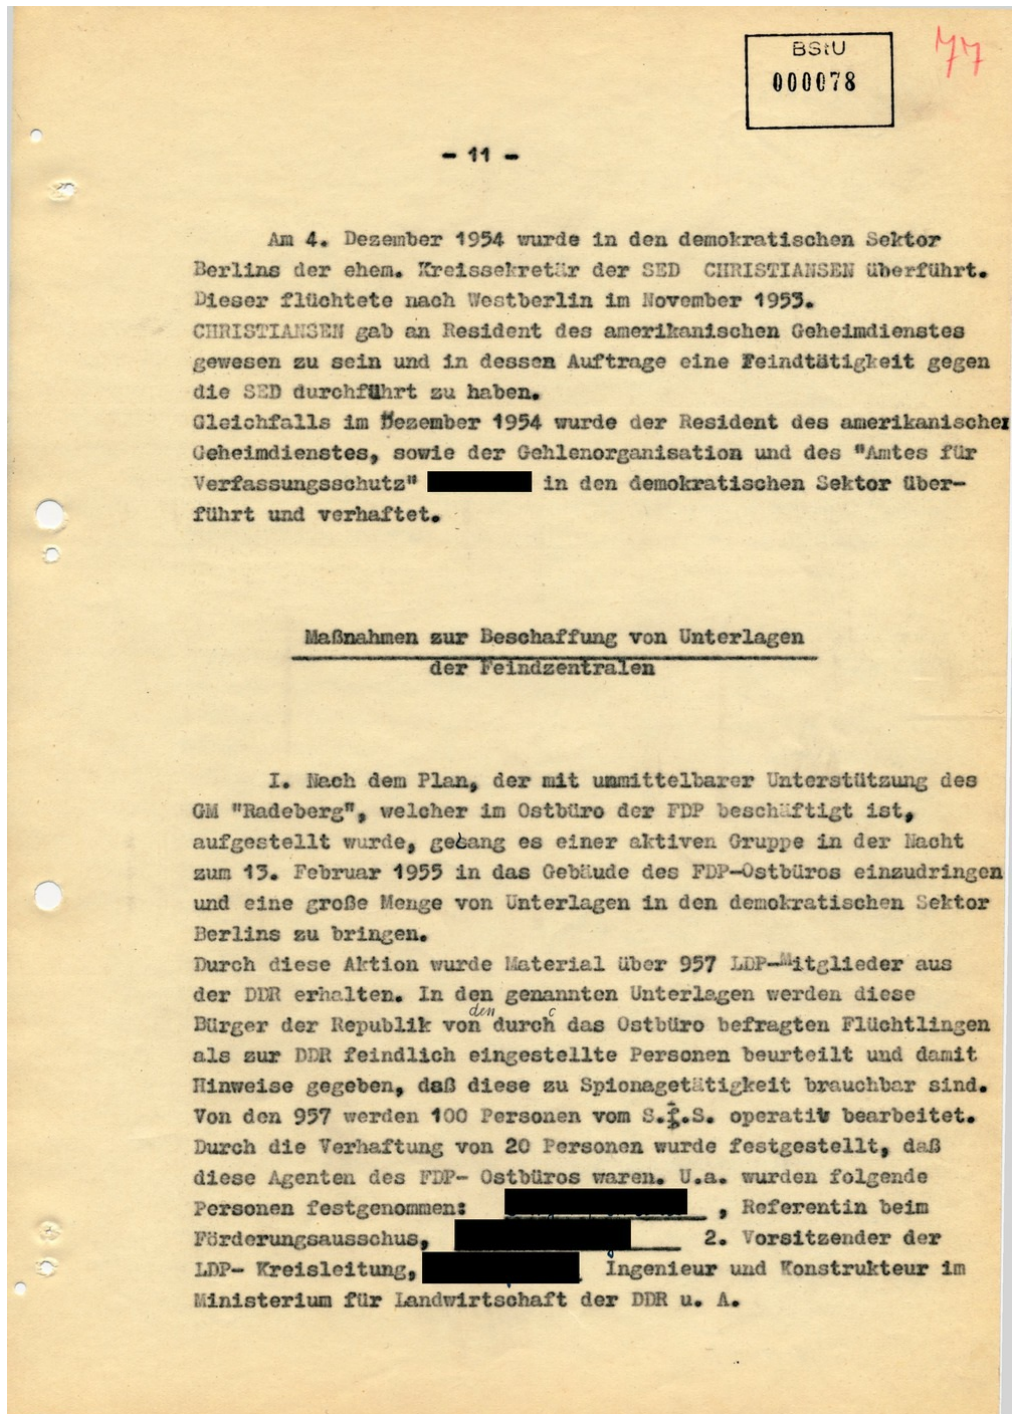 BStU
000078
77
- 11 -
Am 4. Dezember 1954 wurde in den demokratischen Sektor
Berlins der ehem. Kreissekretär der SED CHRISTIANSEN überführt.
Dieser flüchtete nach Westberlin im November 1953.
CHRISTIANSEN gab an Resident des amerikanischen Geheimdienstes
gewesen zu sein und in dessen Auftrage eine Feindtätigkeit gegen
die SED durchführt zu haben.
Gleichfalls im Dezember 1954 wurde der Resident des amerikanischen
Geheimdienstes, sowie der Gehlenorganisation und des "Amtes für
Verfassungsschutz" in den demokratischen Sektor über-
führt und verhaftet.
Maßnahmen zur Beschaffung von Unterlagen
der Feindzentralen
I. Nach dem Plan, der mit unmittelbarer Unterstützung des
GM "Radeberg", welcher im Ostbüro der FDP beschäftigt ist,
aufgestellt wurde, gelang es einer aktiven Gruppe in der Nacht
zum 13. Februar 1955 in das Gebäude des FDP-Ostbüros einzudringen
und eine große Menge von Unterlagen in den demokratischen Sektor
Berlins zu bringen.
Durch diese Aktion wurde Material über 957 LDP-Mitglieder aus
der DDR erhalten. In den genannten Unterlagen werden diese
Bürger der Republik von den durch das Ostbüro befragten Flüchtlingen
als zur DDR feindlich eingestellte Personen beurteilt und damit
Hinweise gegeben, daß diese zu Spionagetätigkeit brauchbar sind.
Von den 957 werden 100 Personen vom S.f.S. operativ bearbeitet.
Durch die Verhaftung von 20 Personen wurde festgestellt, daß
diese Agenten des FDP- Ostbüros waren. U.a. wurden folgende
Personen festgenommen: , Referentin beim
Förderungsausschus, 2. Vorsitzender der
LDP- Kreisleitung, Ingenieur und Konstrukteur im
Ministerium für Landwirtschaft der DDR u. A.